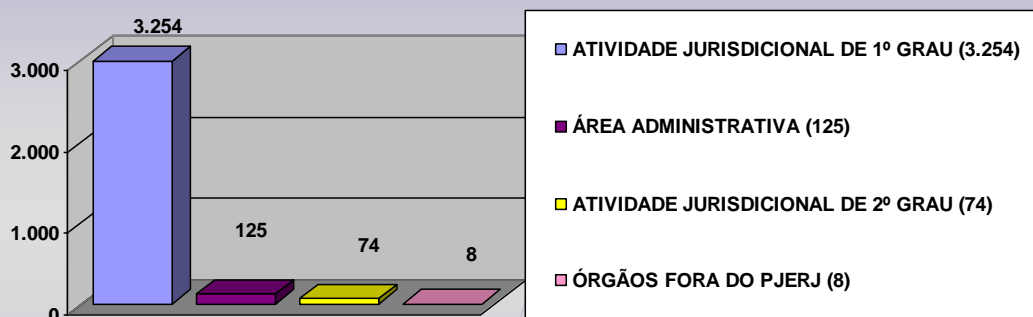 3.254
3.000
2.000
1.000
0
125
74
8
ATIVIDADE JURISDICIONAL DE 1º GRAU (3.254)
ÁREA ADMINISTRATIVA (125)
ATIVIDADE JURISDICIONAL DE 2º GRAU (74)
ÓRGÃOS FORA DO PJERJ (8)